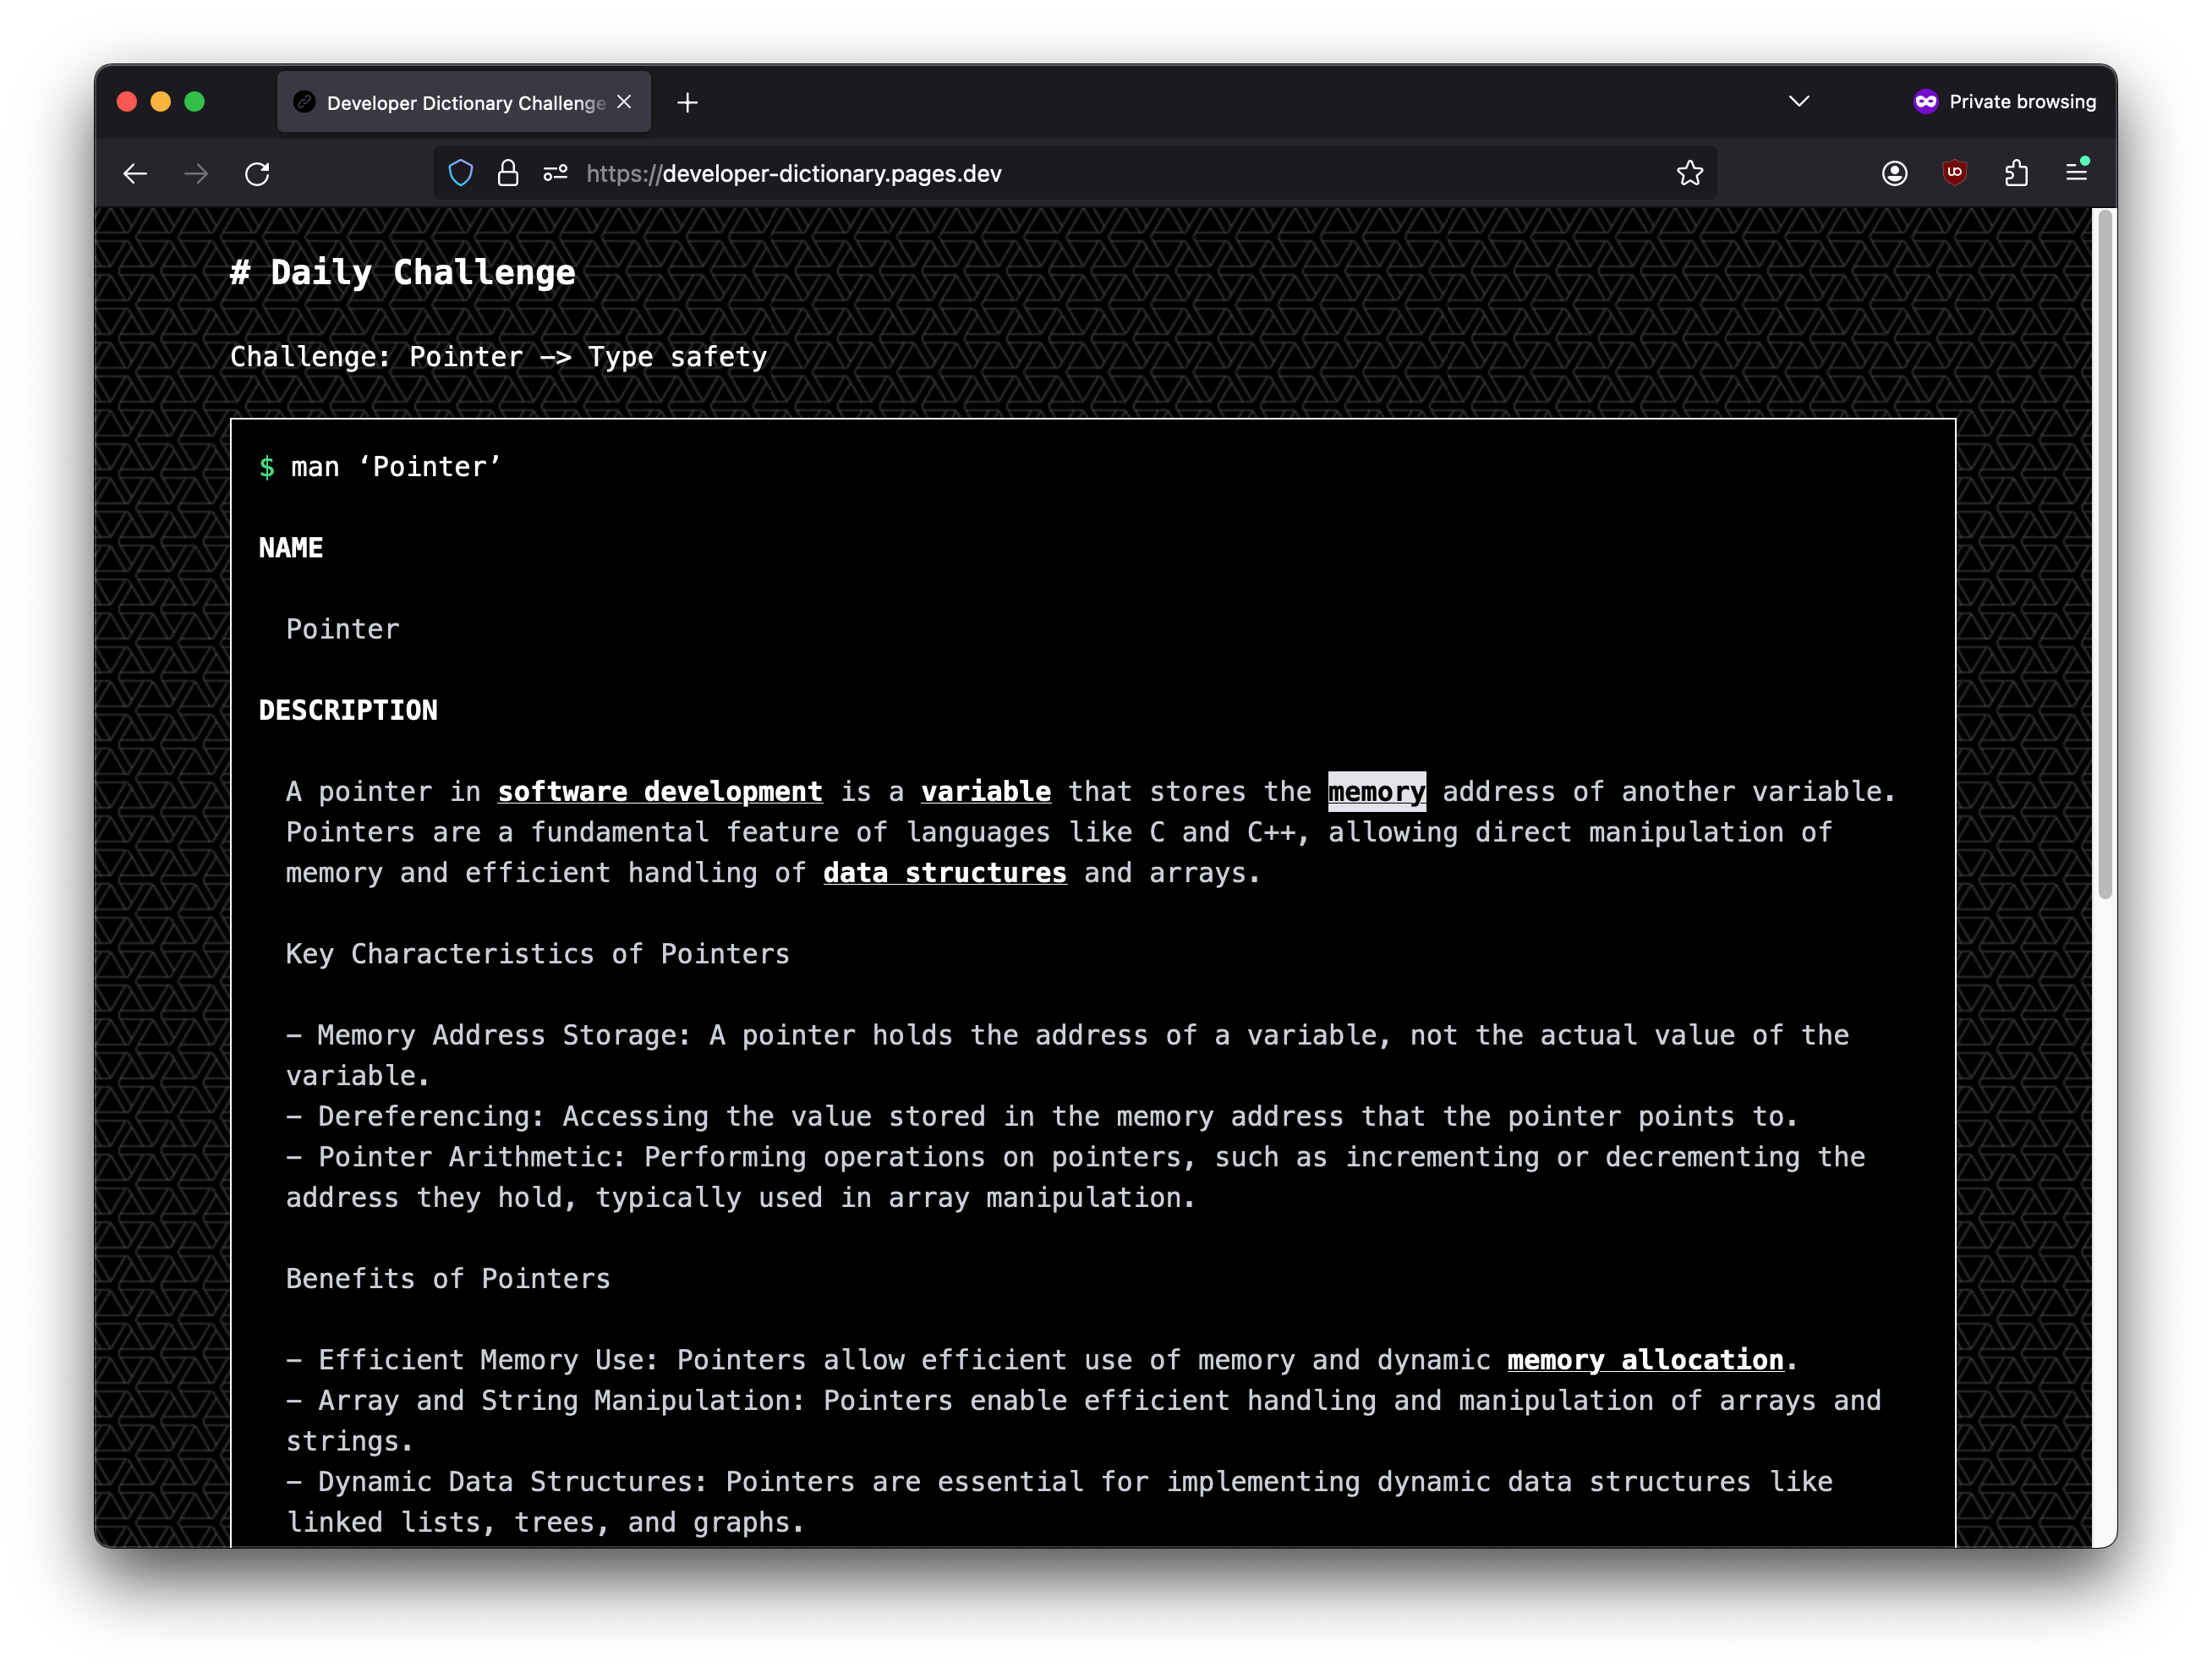 Developer Dictionary Challenge
Private browsing
https://developer-dictionary.pages.dev
# Daily Challenge
Challenge: Pointer -> Type safety
$ man ‘Pointer’
NAME
Pointer
DESCRIPTION
A pointer in software development is a variable that stores the memory address of another variable.
Pointers are a fundamental feature of languages like C and C++, allowing direct manipulation of
memory and efficient handling of data structures and arrays.
Key Characteristics of Pointers
- Memory Address Storage: A pointer holds the address of a variable, not the actual value of the
variable.
- Dereferencing: Accessing the value stored in the memory address that the pointer points to.
- Pointer Arithmetic: Performing operations on pointers, such as incrementing or decrementing the
address they hold, typically used in array manipulation.
Benefits of Pointers
- Efficient Memory Use: Pointers allow efficient use of memory and dynamic memory allocation.
- Array and String Manipulation: Pointers enable efficient handling and manipulation of arrays and
strings.
- Dynamic Data Structures: Pointers are essential for implementing dynamic data structures like
linked lists, trees, and graphs.